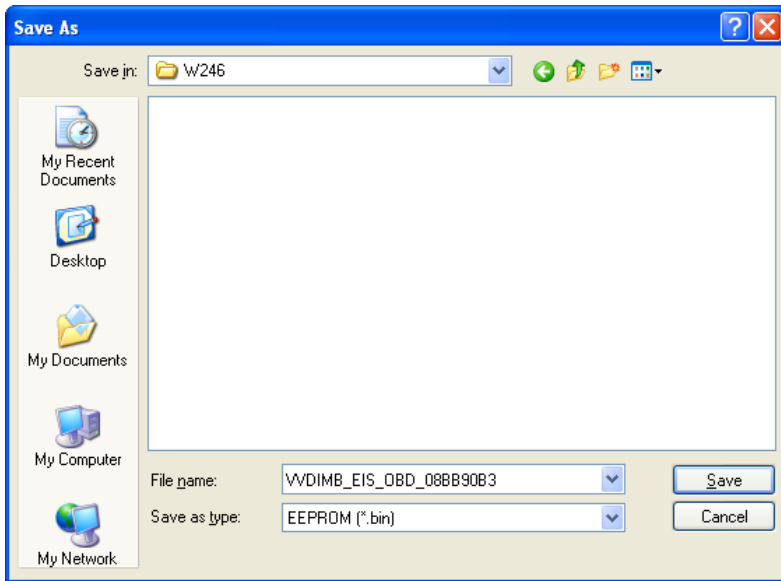 Save As
Save in: W246
My Recent
Documents
Desktop
My Documents
My Computer
My Network
File name: VVDIMB_EIS_OBD_08BB90B3 Save
Save as type: EEPROM (*.bin) Cancel